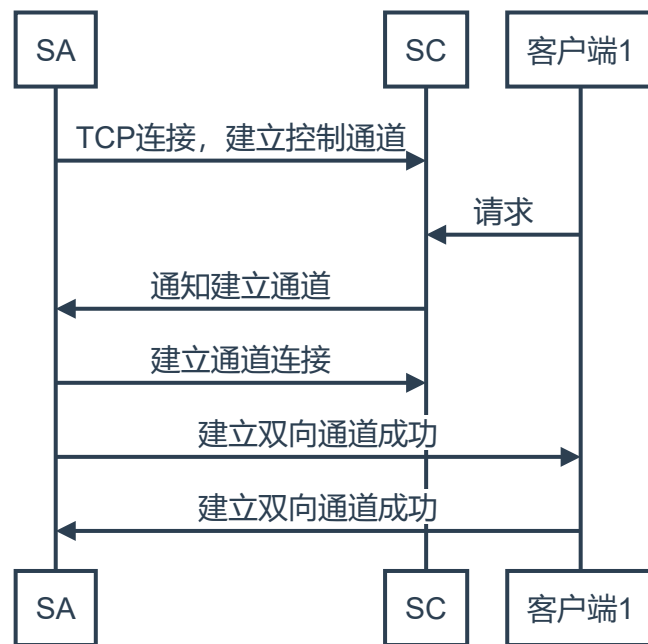 SA
SC
客户端1
TCP连接，建立控制通道
请求
通知建立通道
建立通道连接
建立双向通道成功
建立双向通道成功
SA
SC
客户端1